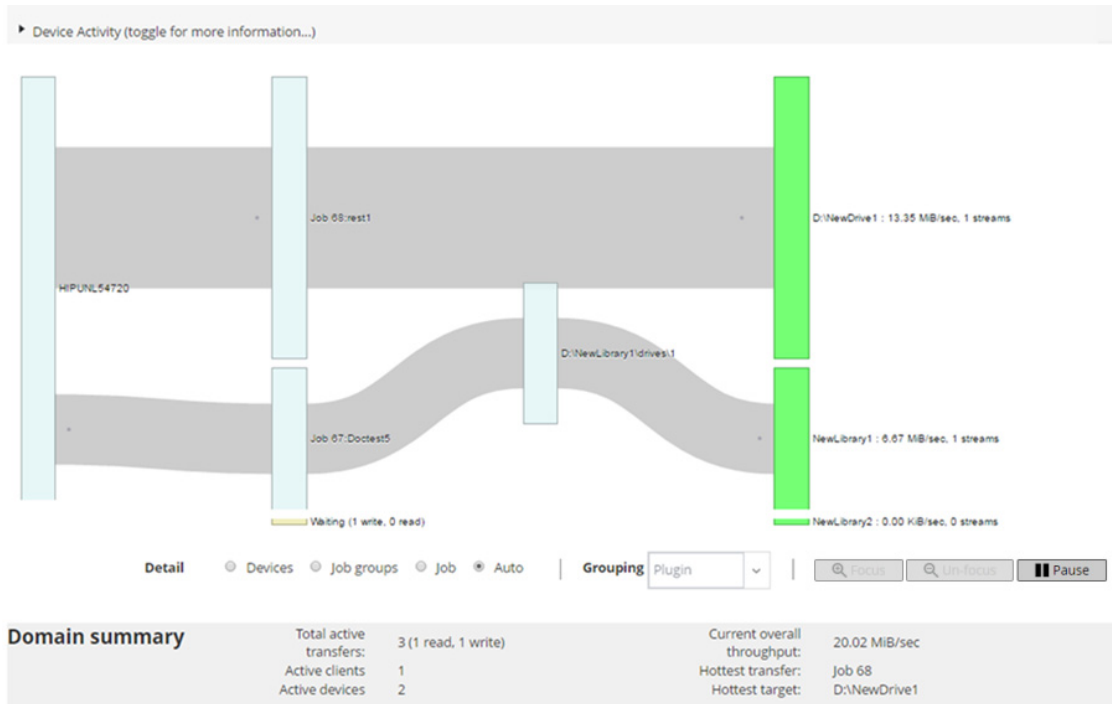 Device Activity (toggle for more information...)
Job 68:rest1
D:\NewDrive1 : 13.35 MiB/sec, 1 streams
HIPUNL54720
D:\NewLibrary1\drives\1
Job 67:Doctest5
NewLibrary1 : 6.67 MiB/sec, 1 streams
Waiting (1 write, 0 read)
NewLibrary2 : 0.00 KiB/sec, 0 streams
Detail Devices Job groups Job Auto Grouping Plugin Focus Un-focus Pause
Domain summary
Total active transfers: 3 (1 read, 1 write)
Active clients 1
Active devices 2
Current overall throughput: 20.02 MiB/sec
Hottest transfer: Job 68
Hottest target: D:\NewDrive1